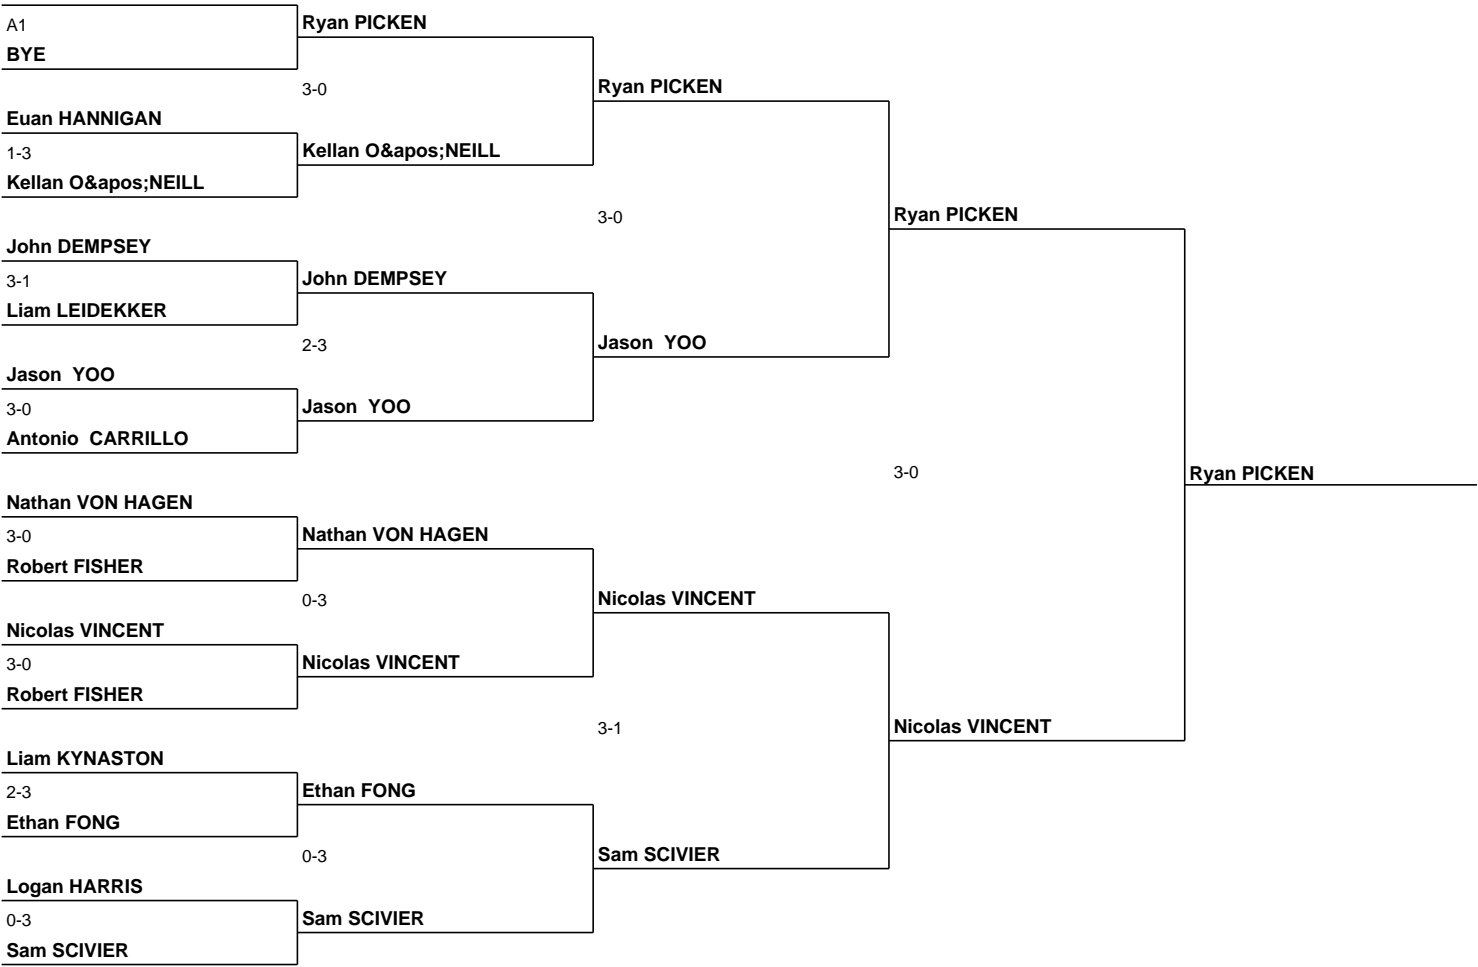 A1
BYE
Euan HANNIGAN
1-3
Kellan O&apos;NEILL
John DEMPSEY
3-1
Liam LEIDEKKER
Jason  YOO
3-0
Antonio  CARRILLO
Nathan VON HAGEN
3-0
Robert FISHER
Nicolas VINCENT
3-0
Robert FISHER
Liam KYNASTON
2-3
Ethan FONG
Logan HARRIS
0-3
Sam SCIVIER
Ryan PICKEN
3-0
Kellan O&apos;NEILL
John DEMPSEY
2-3
Jason  YOO
Nathan VON HAGEN
0-3
Nicolas VINCENT
Ethan FONG
0-3
Sam SCIVIER
Ryan PICKEN
3-0
Jason  YOO
Nicolas VINCENT
3-1
Sam SCIVIER
Ryan PICKEN
3-0
Nicolas VINCENT
Ryan PICKEN